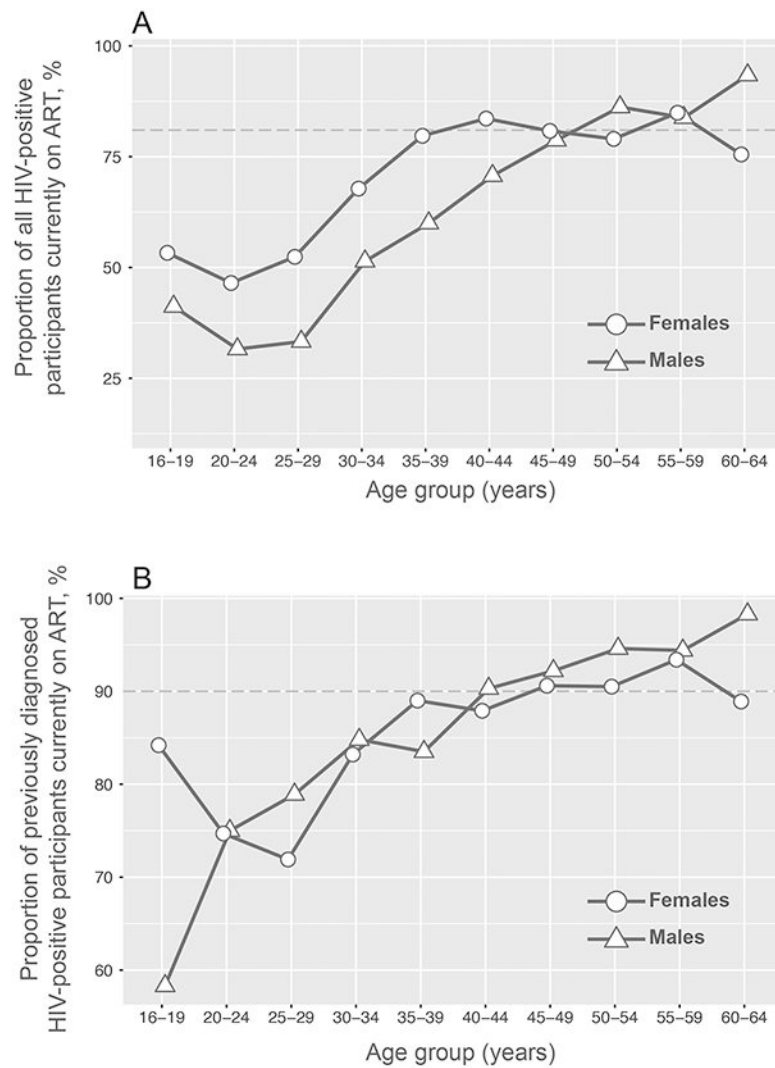 A
Proportion of all HIV-positive
participants currently on ART, %
100
75
50
25
Females
Males
16–19 20–24 25–29 30–34 35–39 40–44 45–49 50–54 55–59 60–64
Age group (years)
B
Proportion of previously diagnosed
HIV-positive participants currently on ART, %
100
90
80
70
60
Females
Males
16–19 20–24 25–29 30–34 35–39 40–44 45–49 50–54 55–59 60–64
Age group (years)